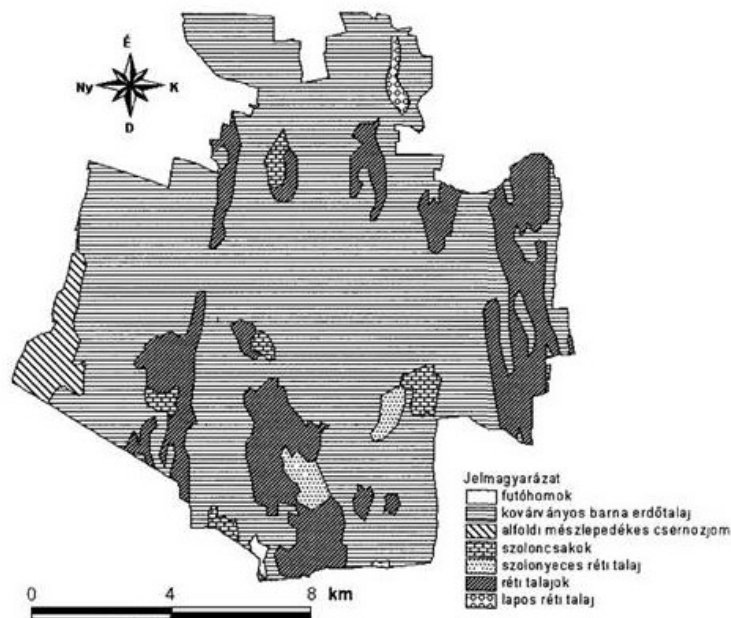 É
Ny
K
D
Jelmagyarázat
futóhomok
kovárványos barna erdőtalaj
alfoldi mészlepedékes csernozjom
szoloncsakok
szolonyeces réti talaj
réti talajok
lapos réti talaj
0 4 8 km